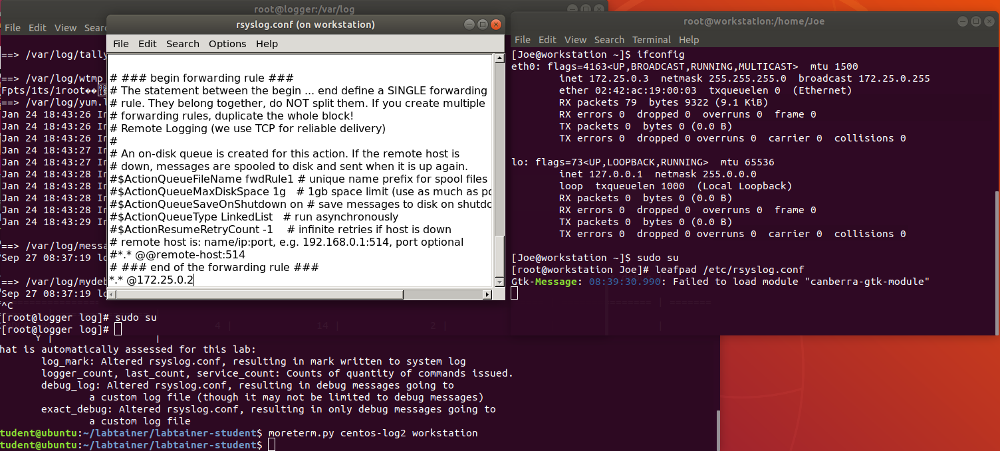 root@logger:/var/log
File Edit View Searc
==> /var/log/tally
==> /var/log/wtmp
Fpts/1ts/1root
==> /var/log/yum.l
Jan 24 18:43:26 In
Jan 24 18:43:26 In
Jan 24 18:43:26 In
Jan 24 18:43:27 In
Jan 24 18:43:27 In
Jan 24 18:43:28 In
Jan 24 18:43:28 In
Jan 24 18:43:28 In
Jan 24 18:43:28 In
Jan 24 18:43:29 In
==> /var/log/messa
Sep 27 08:37:19 lo
==> /var/log/mydeb
Sep 27 08:37:19 lo
^C
[root@logger log]# sudo su
[root@logger log]#
rsyslog.conf (on workstation)
File Edit Search Options Help
# ### begin forwarding rule ###
# The statement between the begin ... end define a SINGLE forwarding
# rule. They belong together, do NOT split them. If you create multiple
# forwarding rules, duplicate the whole block!
# Remote Logging (we use TCP for reliable delivery)
#
# An on-disk queue is created for this action. If the remote host is
# down, messages are spooled to disk and sent when it is up again.
#$ActionQueueFileName fwdRule1 # unique name prefix for spool files
#$ActionQueueMaxDiskSpace 1g   # 1gb space limit (use as much as po
#$ActionQueueSaveOnShutdown on # save messages to disk on shutdo
#$ActionQueueType LinkedList   # run asynchronously
#$ActionResumeRetryCount -1    # infinite retries if host is down
# remote host is: name/ip:port, e.g. 192.168.0.1:514, port optional
#*.* @@remote-host:514
# ### end of the forwarding rule ###
*.* @172.25.0.2
root@workstation:/home/Joe
File Edit View Search Terminal Help
[Joe@workstation ~]$ ifconfig
eth0: flags=4163<UP,BROADCAST,RUNNING,MULTICAST>  mtu 1500
inet 172.25.0.3  netmask 255.255.255.0  broadcast 172.25.0.255
ether 02:42:ac:19:00:03  txqueuelen 0  (Ethernet)
RX packets 79  bytes 9322 (9.1 KiB)
RX errors 0  dropped 0  overruns 0  frame 0
TX packets 0  bytes 0 (0.0 B)
TX errors 0  dropped 0 overruns 0  carrier 0  collisions 0
lo: flags=73<UP,LOOPBACK,RUNNING>  mtu 65536
inet 127.0.0.1  netmask 255.0.0.0
loop  txqueuelen 1000  (Local Loopback)
RX packets 0  bytes 0 (0.0 B)
RX errors 0  dropped 0  overruns 0  frame 0
TX packets 0  bytes 0 (0.0 B)
TX errors 0  dropped 0 overruns 0  carrier 0  collisions 0
[Joe@workstation ~]$ sudo su
[root@workstation Joe]# leafpad /etc/rsyslog.conf
Gtk-Message: 08:39:30.990: Failed to load module "canberra-gtk-module"
4 | 14 | 2 |
Y | |
hat is automatically assessed for this lab:
log_mark: Altered rsyslog.conf, resulting in mark written to system log
logger_count, last_count, service_count: Counts of quantity of commands issued.
debug_log: Altered rsyslog.conf, resulting in debug messages going to
a custom log file (though it may not be limited to debug messages)
exact_debug: Altered rsyslog.conf, resulting in only debug messages going to
a custom log file
tudent@ubuntu:~/labtainer/labtainer-student$ moreterm.py centos-log2 workstation
tudent@ubuntu:~/labtainer/labtainer-student$